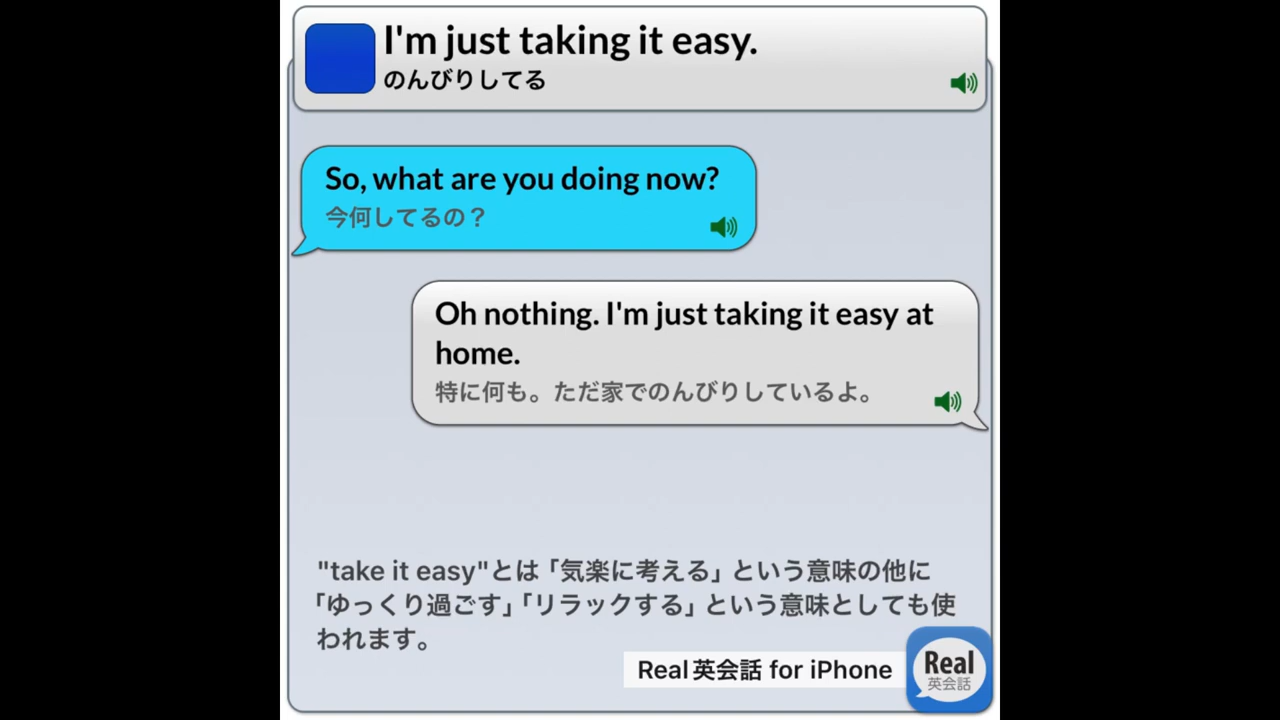 I'm just taking it easy.
のんびりしてる
So, what are you doing now?
今何してるの？
Oh nothing. I'm just taking it easy at
home.
特に何も。ただ家でのんびりしているよ。
"take it easy"とは「気楽に考える」という意味の他に
「ゆっくり過ごす」「リラックスする」という意味としても使
われます。
Real英会話 for iPhone
Real
英会話